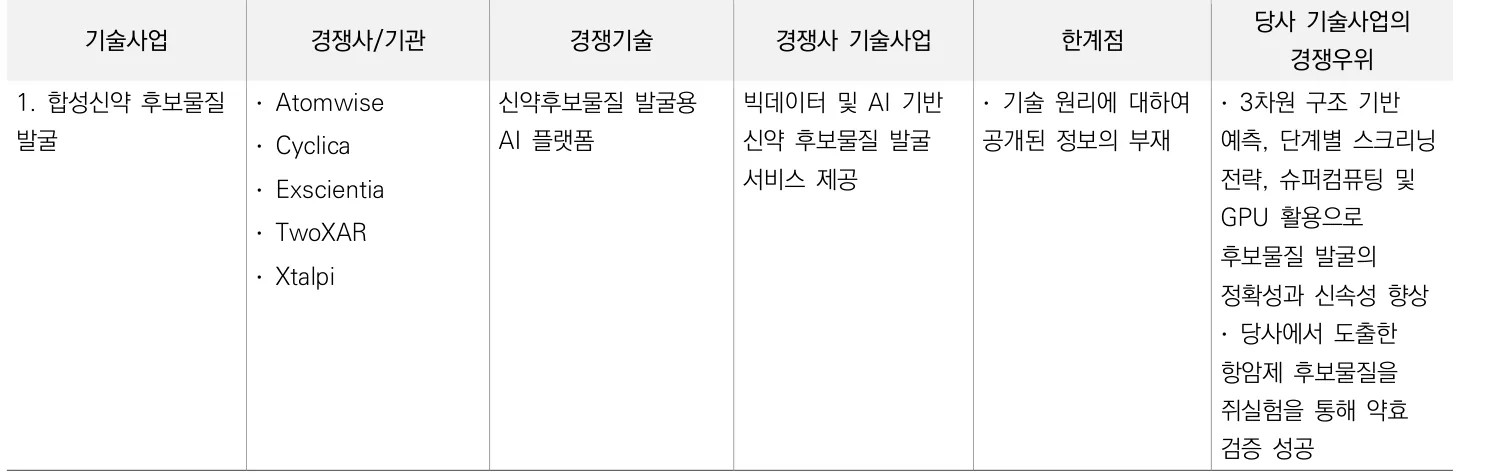 기술사업
경쟁사/기관
경쟁기술
경쟁사 기술사업
한계점
당사 기술사업의
경쟁우위
1. 합성신약 후보물질
발굴
· Atomwise
· Cyclica
· Exscientia
· TwoXAR
· Xtalpi
신약후보물질 발굴용
AI 플랫폼
빅데이터 및 AI 기반
신약 후보물질 발굴
서비스 제공
· 기술 원리에 대하여
공개된 정보의 부재
· 3차원 구조 기반
예측, 단계별 스크리닝
전략, 슈퍼컴퓨팅 및
GPU 활용으로
후보물질 발굴의
정확성과 신속성 향상
· 당사에서 도출한
항암제 후보물질을
쥐실험을 통해 약효
검증 성공